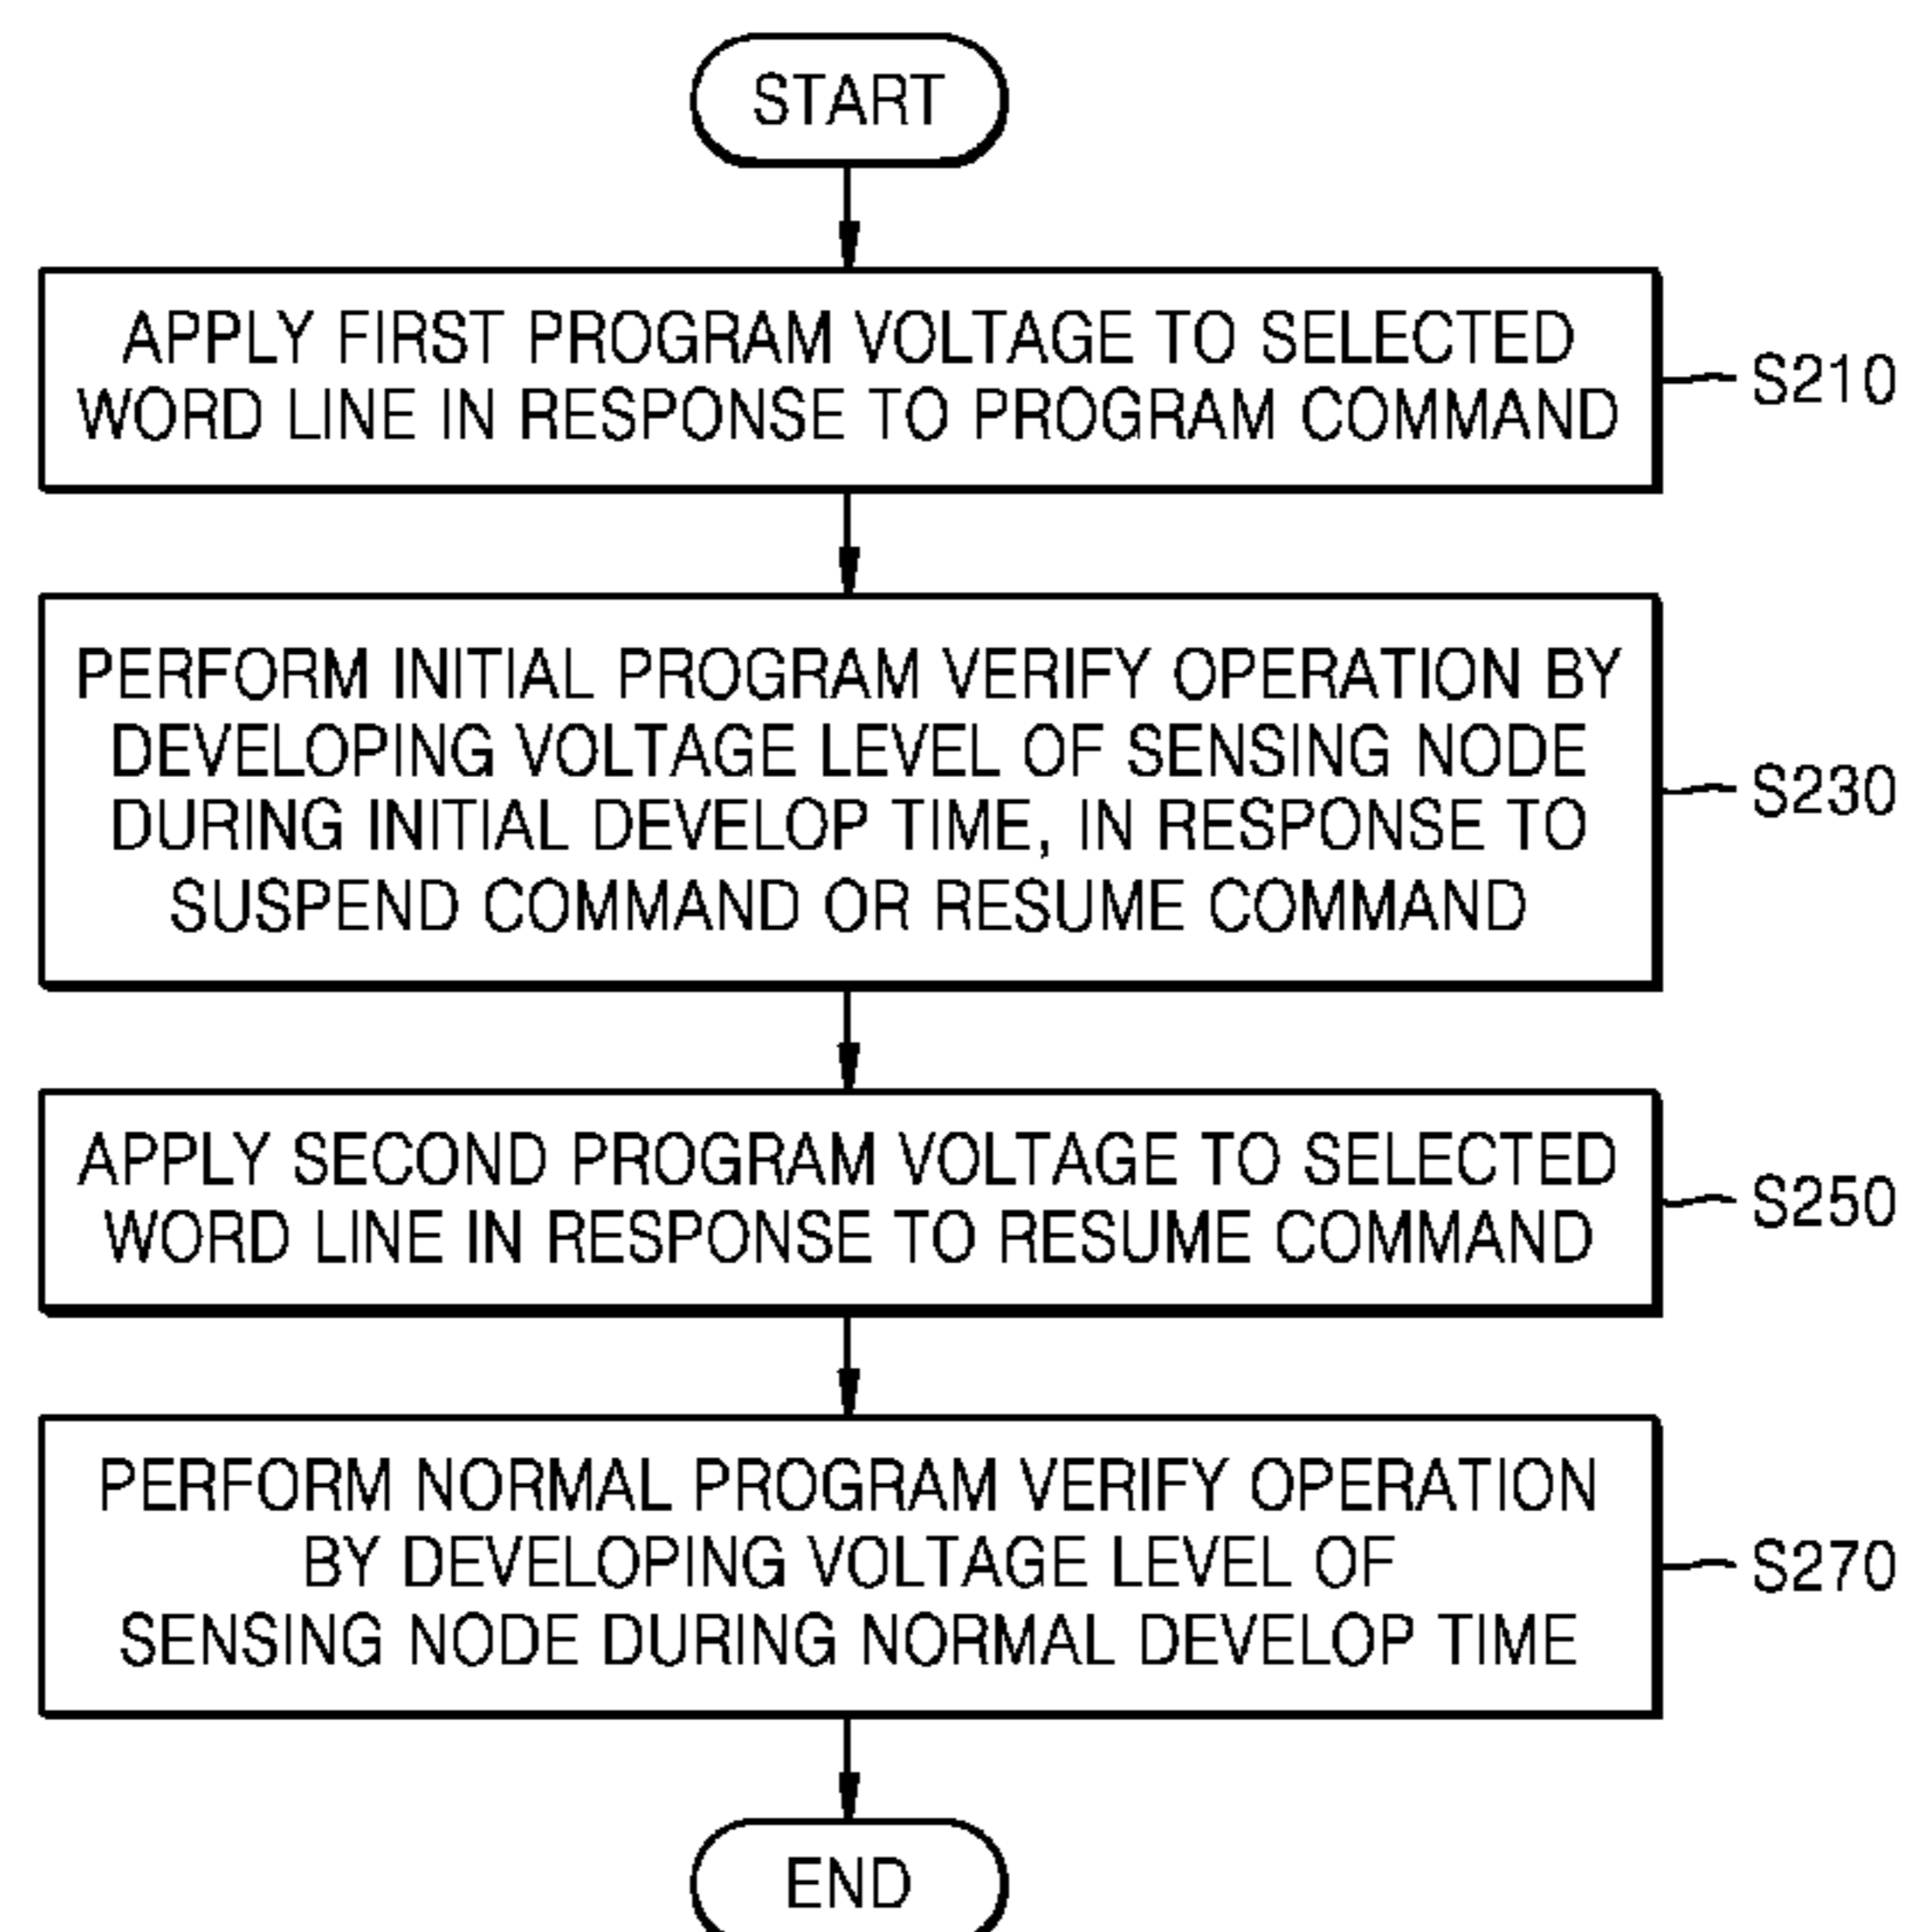 START
APPLY FIRST PROGRAM VOLTAGE TO SELECTED
WORD LINE IN RESPONSE TO PROGRAM COMMAND
S210
PERFORM INITIAL PROGRAM VERIFY OPERATION BY
DEVELOPING VOLTAGE LEVEL OF SENSING NODE
DURING INITIAL DEVELOP TIME, IN RESPONSE TO
SUSPEND COMMAND OR RESUME COMMAND
S230
APPLY SECOND PROGRAM VOLTAGE TO SELECTED
WORD LINE IN RESPONSE TO RESUME COMMAND
S250
PERFORM NORMAL PROGRAM VERIFY OPERATION
BY DEVELOPING VOLTAGE LEVEL OF
SENSING NODE DURING NORMAL DEVELOP TIME
S270
END